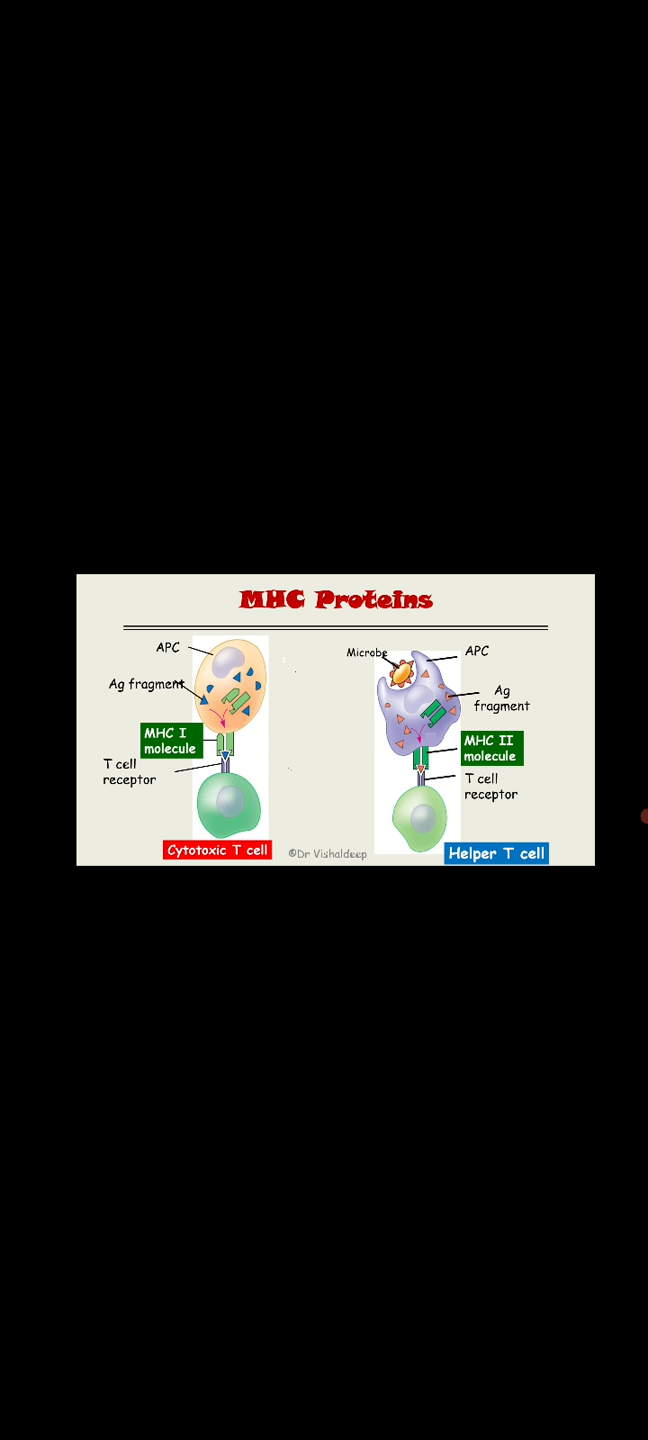 MHC Proteins
APC
Ag fragment
MHC I
molecule
T cell
receptor
Cytotoxic T cell
Microbe
APC
Ag
fragment
MHC II
molecule
T cell
receptor
Helper T cell
©Dr Vishaldeep